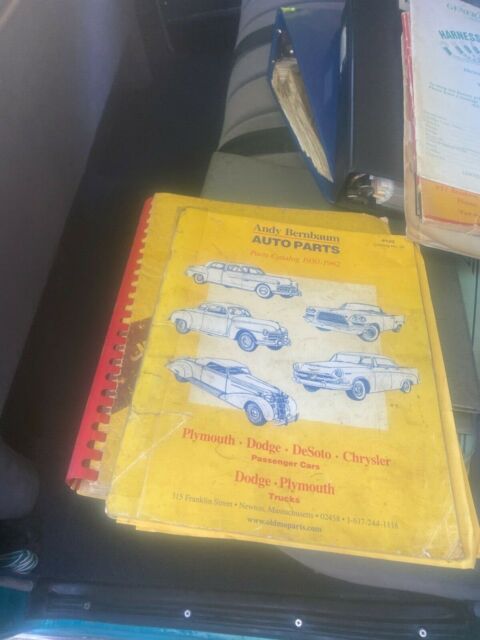 HARNESS
Andy Bernbaum
AUTO PARTS
Parts Catalog 1930-1962
Plymouth · Dodge · DeSoto · Chrysler
Passenger Cars
Dodge · Plymouth
Trucks
315 Franklin Street • Newton, Massachusetts • 02458 • 1-617-244-1118
www.oldmoparts.com